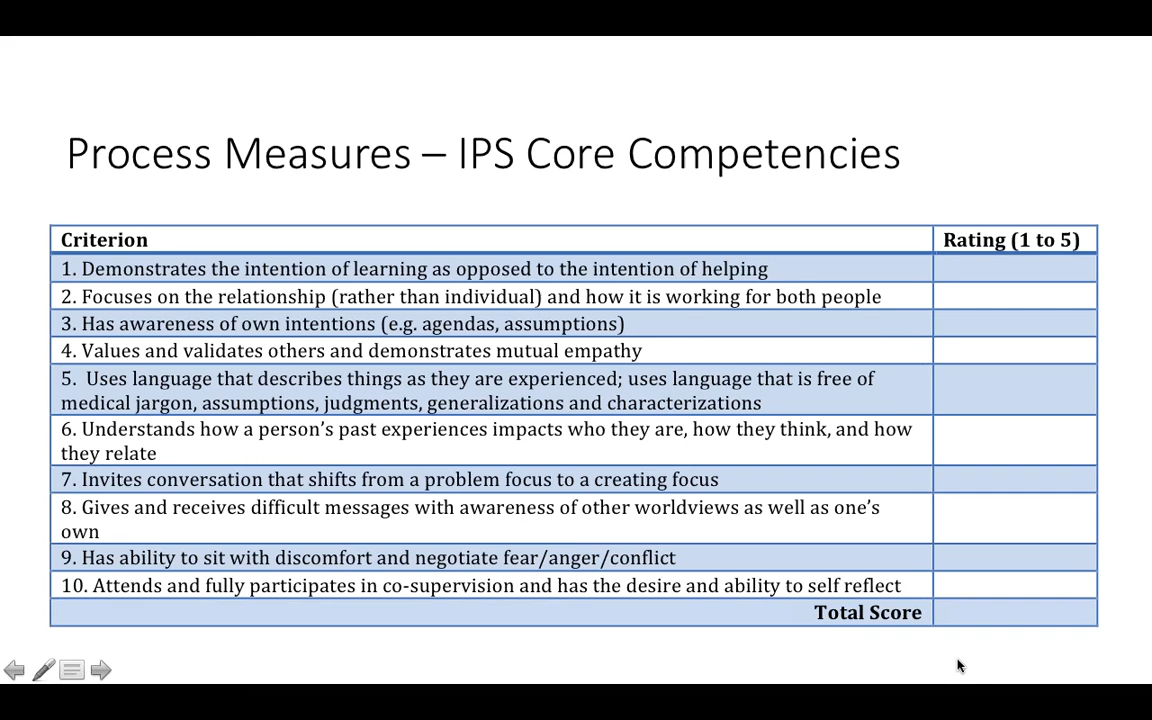 Process Measures – IPS Core Competencies
Criterion
Rating (1 to 5)
1. Demonstrates the intention of learning as opposed to the intention of helping
2. Focuses on the relationship (rather than individual) and how it is working for both people
3. Has awareness of own intentions (e.g. agendas, assumptions)
4. Values and validates others and demonstrates mutual empathy
5.  Uses language that describes things as they are experienced; uses language that is free of
medical jargon, assumptions, judgments, generalizations and characterizations
6. Understands how a person’s past experiences impacts who they are, how they think, and how
they relate
7. Invites conversation that shifts from a problem focus to a creating focus
8. Gives and receives difficult messages with awareness of other worldviews as well as one’s
own
9. Has ability to sit with discomfort and negotiate fear/anger/conflict
10. Attends and fully participates in co-supervision and has the desire and ability to self reflect
Total Score